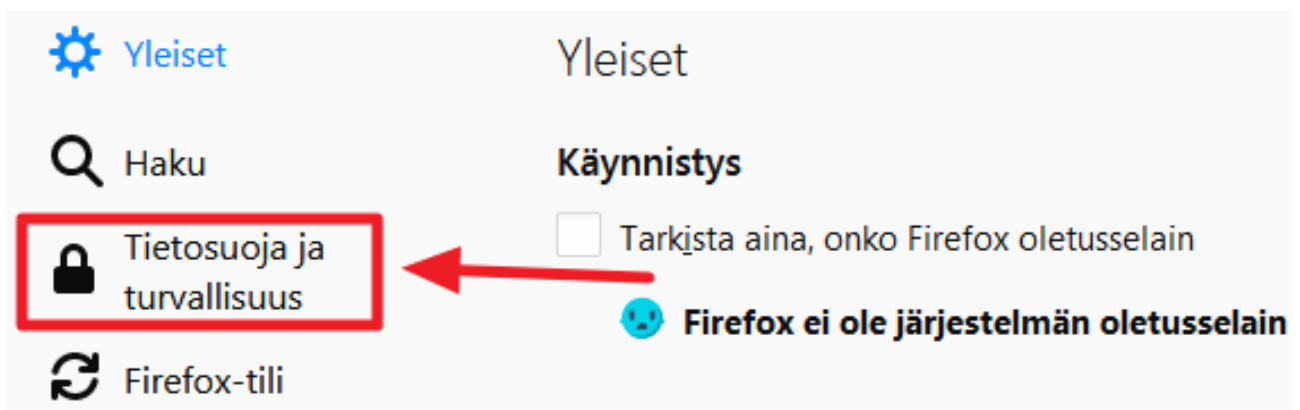 Yleiset
Haku
Tietosuoja ja
turvallisuus
Firefox-tili
Yleiset
Käynnistys
Tarkista aina, onko Firefox oletusselain
Firefox ei ole järjestelmän oletusselain